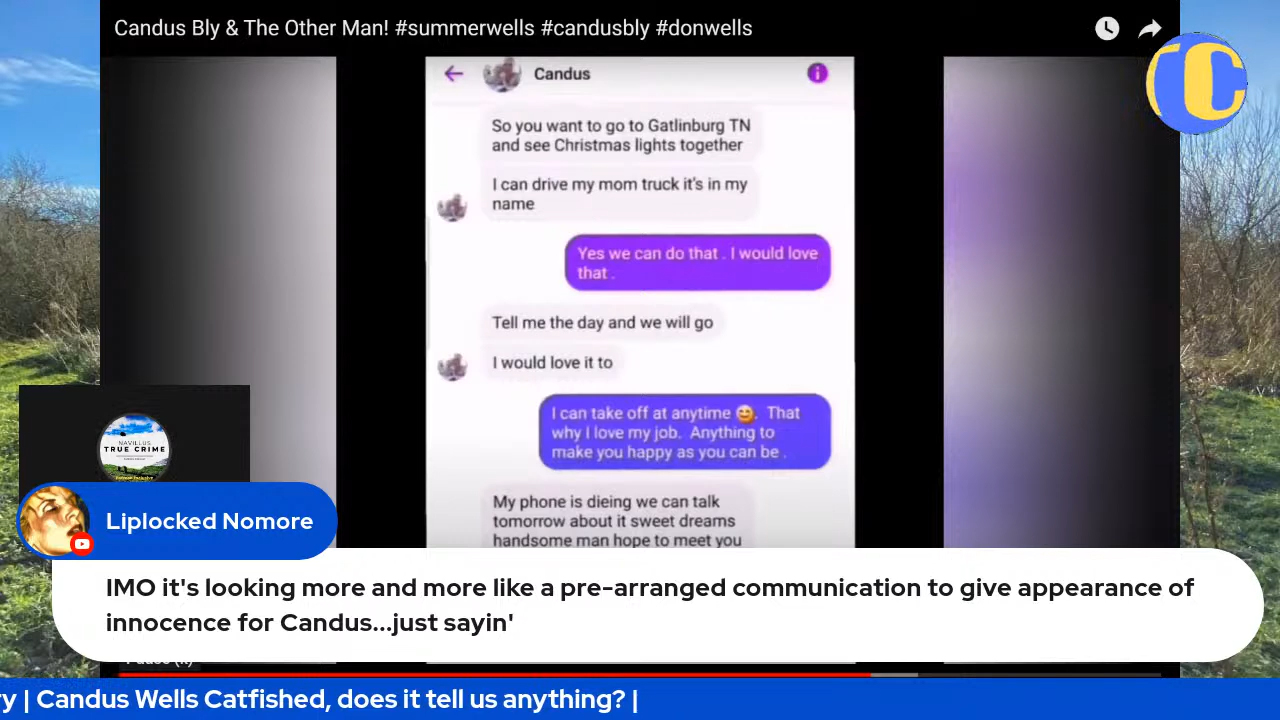 Candus Bly & The Other Man! #summerwells #candusbly #donwells
Candus
So you want to go to Gatlinburg TN
and see Christmas lights together
I can drive my mom truck it's in my
name
Yes we can do that . I would love
that .
Tell me the day and we will go
I would love it to
I can take off at anytime 😊. That
why I love my job. Anything to
make you happy as you can be .
My phone is dieing we can talk
tomorrow about it sweet dreams
handsome man hope to meet you
NAVILLUS
TRUE CRIME
Liplocked Nomore
IMO it's looking more and more like a pre-arranged communication to give appearance of
innocence for Candus...just sayin'
ry | Candus Wells Catfished, does it tell us anything? |